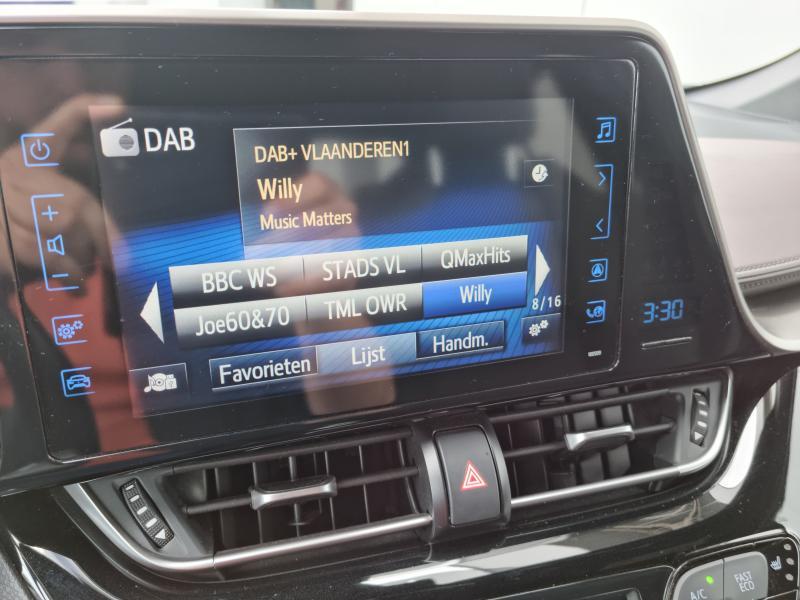 DAB
DAB+ VLAANDEREN1
Willy
Music Matters
BBC WS
STADS VL
QMaxHits
Joe60&70
TML OWR
Willy
8/16
Favorieten
Lijst
Handm.
3:30
A/C
FAST
ECO